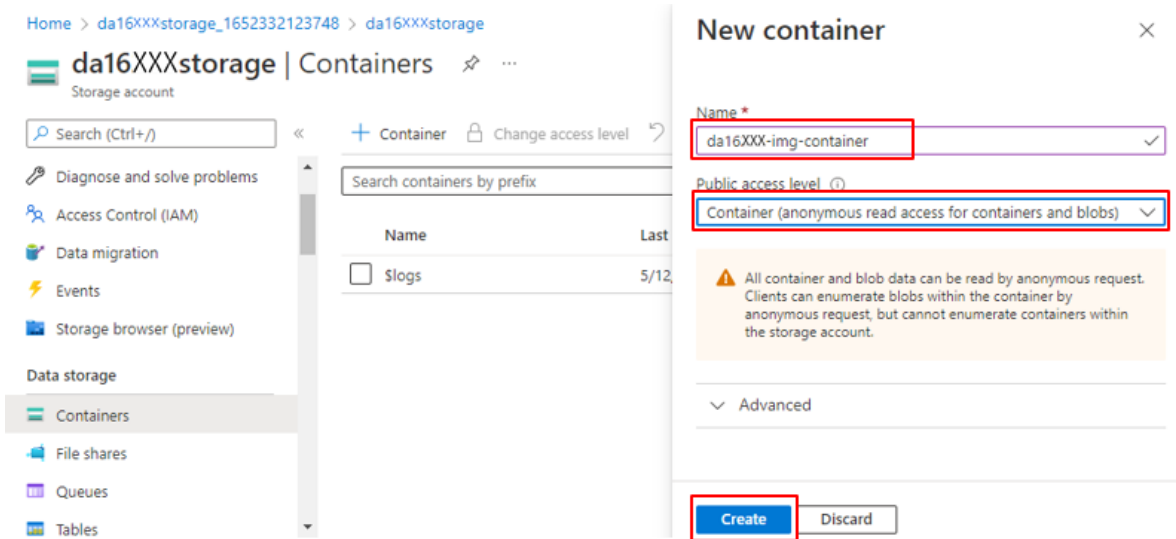 Home > da16XXXstorage_1652332123748 > da16XXXstorage
da16XXXstorage | Containers ...
Storage account
Search (Ctrl+/) «
Diagnose and solve problems
Access Control (IAM)
Data migration
Events
Storage browser (preview)
Data storage
Containers
File shares
Queues
Tables
+ Container Change access level
Search containers by prefix
Name Last
$logs 5/12,
New container
Name *
da16XXX-img-container
Public access level
Container (anonymous read access for containers and blobs)
All container and blob data can be read by anonymous request.
Clients can enumerate blobs within the container by
anonymous request, but cannot enumerate containers within
the storage account.
Advanced
Create Discard